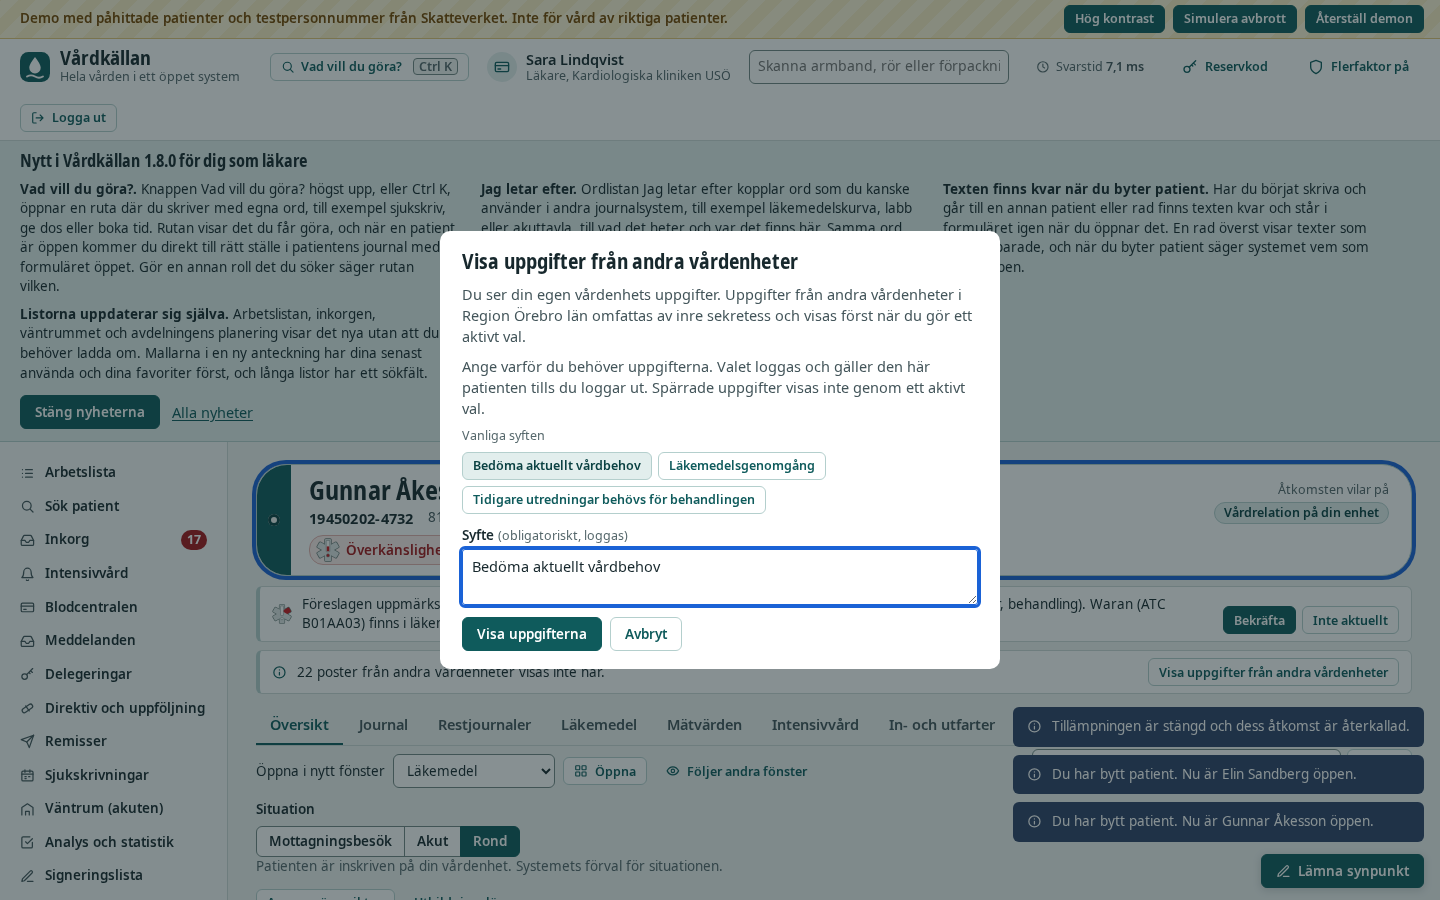 Demo med påhittade patienter och testpersonnummer från Skatteverket. Inte för vård av riktiga patienter.
Hög kontrast
Simulera avbrott
Återställ demon
Vårdkällan
Hela vården i ett öppet system
Vad vill du göra? Ctrl K
Sara Lindqvist
Läkare, Kardiologiska kliniken USÖ
Skanna armband, rör eller förpackni
Svarstid 7,1 ms
Reservkod
Flerfaktor på
Logga ut
Nytt i Vårdkällan 1.8.0 för dig som läkare
Vad vill du göra?. Knappen Vad vill du göra? högst upp, eller Ctrl K,
öppnar en ruta där du skriver med egna ord, till exempel sjukskriv,
ge dos eller boka tid. Rutan visar det du får göra, och när en patient
är öppen kommer du direkt till rätt ställe i patientens journal med
formuläret öppet. Gör en annan roll det du söker säger rutan
vilken.
Listorna uppdaterar sig själva. Arbetslistan, inkorgen,
väntrummet och avdelningens planering visar det nya utan att du
behöver ladda om. Mallarna i en ny anteckning har dina senast
använda och dina favoriter först, och långa listor har ett sökfält.
Jag letar efter. Ordlistan Jag letar efter kopplar ord som du kanske
använder i andra journalsystem, till exempel läkemedelskurva, labb
eller akuttavla, till vad det heter och var det finns här. Samma ord
Texten finns kvar när du byter patient. Har du börjat skriva och
går till en annan patient eller rad finns texten kvar och står i
formuläret igen när du öppnar det. En rad överst visar texter som
parade, och när du byter patient säger systemet vem som
pen.
Stäng nyheterna
Alla nyheter
Arbetslista
Sök patient
Inkorg 17
Intensivvård
Blodcentralen
Meddelanden
Delegeringar
Direktiv och uppföljning
Remisser
Sjukskrivningar
Väntrum (akuten)
Analys och statistik
Signeringslista
Gunnar Åkes
19450202-4732 81
Överkänslighe
Åtkomsten vilar på
Vårdrelation på din enhet
Föreslagen uppmärks
, behandling). Waran (ATC
B01AA03) finns i läker
Bekräfta
Inte aktuellt
22 poster från andra vårdenheter visas inte här.
Visa uppgifter från andra vårdenheter
Visa uppgifter från andra vårdenheter
Du ser din egen vårdenhets uppgifter. Uppgifter från andra vårdenheter i
Region Örebro län omfattas av inre sekretess och visas först när du gör ett
aktivt val.
Ange varför du behöver uppgifterna. Valet loggas och gäller den här
patienten tills du loggar ut. Spärrade uppgifter visas inte genom ett aktivt
val.
Vanliga syften
Bedöma aktuellt vårdbehov
Läkemedelsgenomgång
Tidigare utredningar behövs för behandlingen
Syfte (obligatoriskt, loggas)
Bedöma aktuellt vårdbehov
Visa uppgifterna
Avbryt
Översikt
Journal
Restjournaler
Läkemedel
Mätvärden
Intensivvård
In- och utfarter
Öppna i nytt fönster
Läkemedel
Öppna
Följer andra fönster
Situation
Mottagningsbesök
Akut
Rond
Patienten är inskriven på din vårdenhet. Systemets förval för situationen.
Tillämpningen är stängd och dess åtkomst är återkallad.
Du har bytt patient. Nu är Elin Sandberg öppen.
Du har bytt patient. Nu är Gunnar Åkesson öppen.
Lämna synpunkt